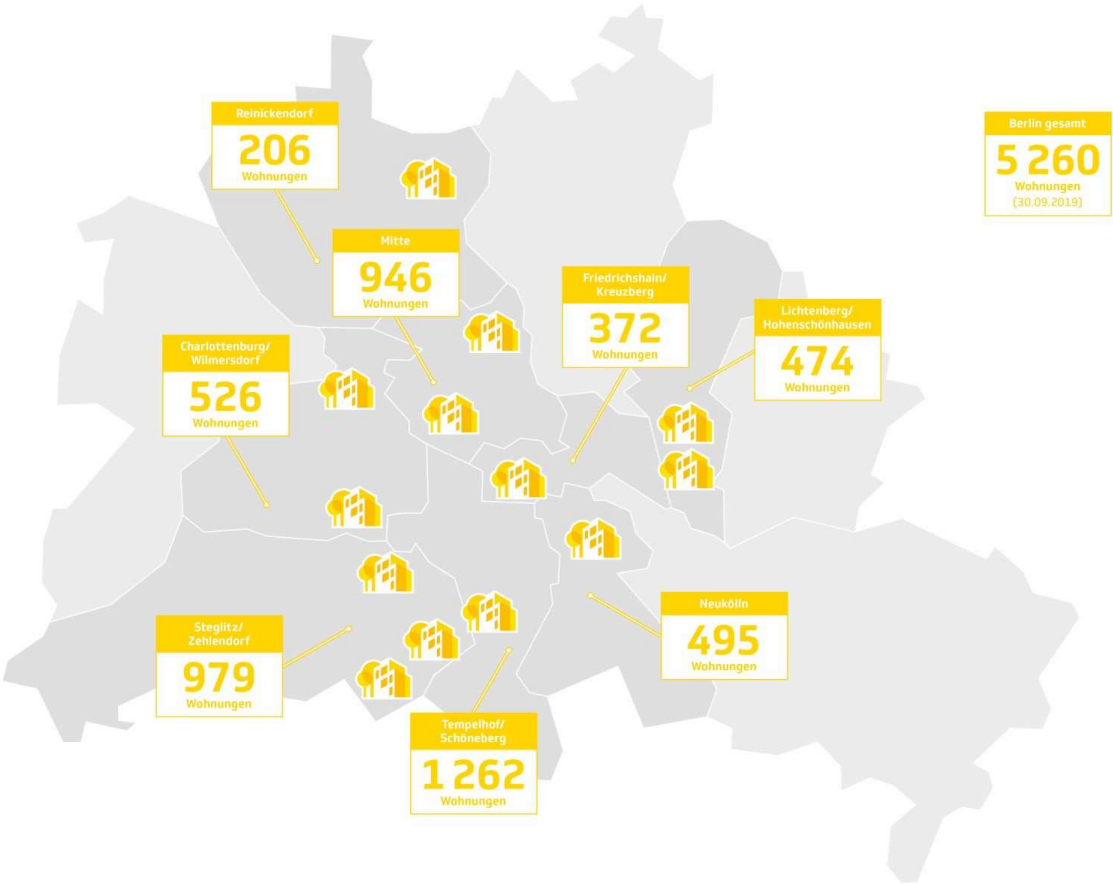 Reinickendorf
206
Wohnungen
Berlin gesamt
5 260
Wohnungen
(30.09.2019)
Mitte
946
Wohnungen
Friedrichshain/
Kreuzberg
372
Wohnungen
Lichtenberg/
Hohenschönhausen
474
Wohnungen
Charlottenburg/
Wilmersdorf
526
Wohnungen
Neukölln
495
Wohnungen
Steglitz/
Zehlendorf
979
Wohnungen
Tempelhof/
Schöneberg
1 262
Wohnungen